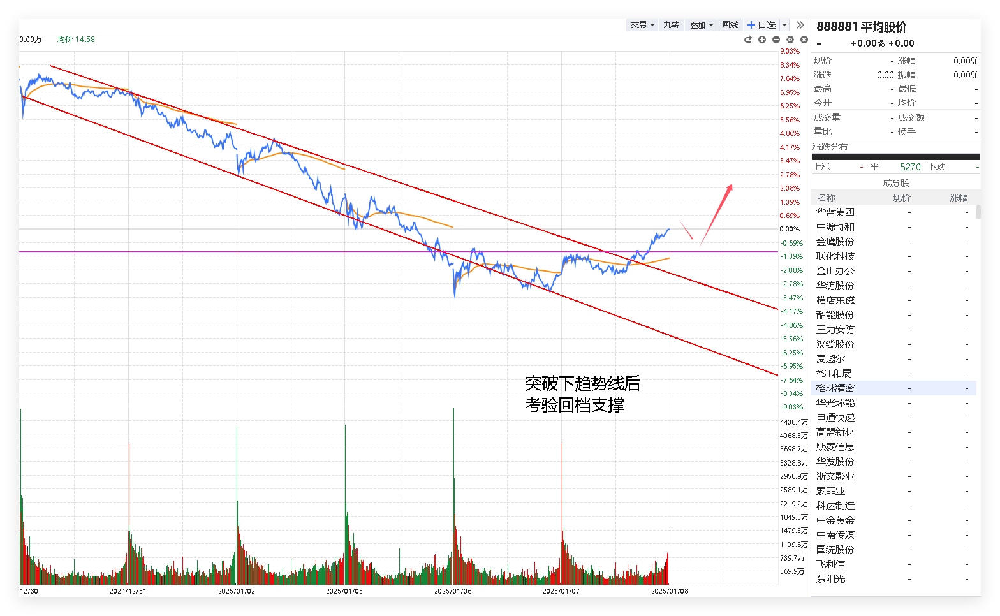 交易 九转 叠加 画线 自选
0.00万 均价 14.58
9.03%
8.34%
7.64%
6.95%
6.25%
5.56%
4.86%
4.17%
3.47%
2.78%
2.08%
1.39%
0.69%
0.00%
-0.69%
-1.39%
-2.08%
-2.78%
-3.47%
-4.17%
-4.86%
-5.56%
-6.25%
-6.95%
-7.64%
-8.34%
-9.03%
突破下趋势线后
考验回档支撑
4438.4万
4068.5万
3698.7万
3328.8万
2958.9万
2589.1万
2219.2万
1849.3万
1479.5万
1109.6万
739.7万
369.9万
12/30 2024/12/31 2025/01/02 2025/01/03 2025/01/06 2025/01/07 2025/01/08
888881 平均股价
- +0.00% +0.00
现价 - 涨幅 0.00%
涨跌 0.00 振幅 0.00%
最高 - 最低 -
今开 - 均价 -
成交量 - 成交额 -
量比 - 换手 -
涨跌分布
上涨 - 平 5270 下跌 -
成分股
名称 现价 涨幅
华蓝集团 - -
中源协和 - -
金鹰股份 - -
联化科技 - -
金山办公 - -
华纺股份 - -
横店东磁 - -
韶能股份 - -
王力安防 - -
汉缆股份 - -
麦趣尔 - -
*ST和展 - -
格林精密 - -
华光环能 - -
申通快递 - -
高盟新材 - -
熙菱信息 - -
华发股份 - -
浙文影业 - -
索菲亚 - -
科达制造 - -
中金黄金 - -
中南传媒 - -
国统股份 - -
飞利信 - -
东阳光 - -